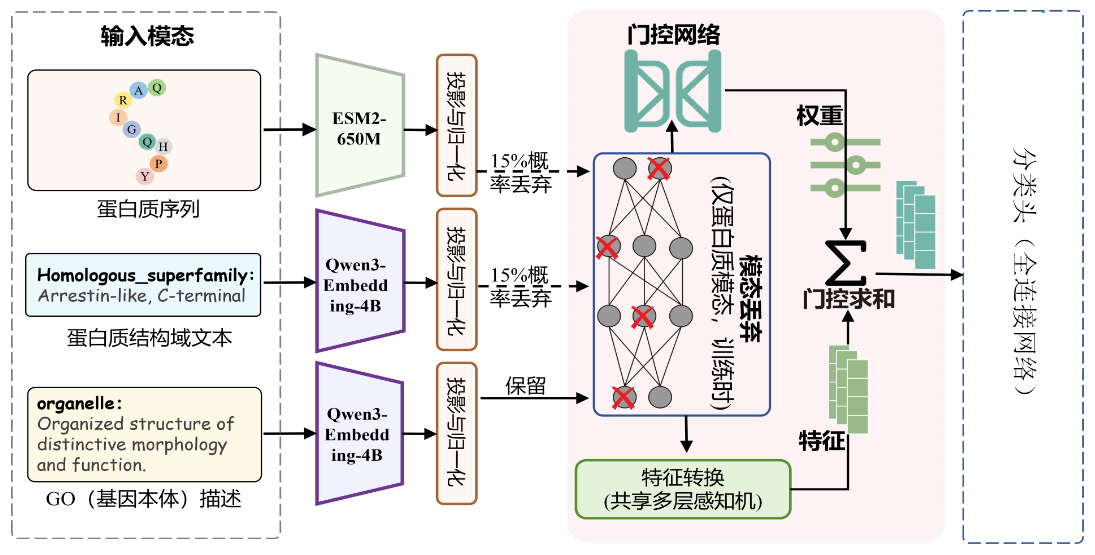 输入模态
Q
A
R
I
G
Q
H
P
Y
蛋白质序列
Homologous_superfamily:
Arrestin-like, C-terminal
蛋白质结构域文本
organelle:
Organized structure of
distinctive morphology
and function.
GO（基因本体）描述
ESM2-
650M
Qwen3-
Embedd
ing-4B
Qwen3-
Embedd
ing-4B
投影与归一化
投影与归一化
投影与归一化
15%概
率丢弃
15%概
率丢弃
保留
门控网络
模态丢弃
(仅蛋白质模态，训练时)
特征转换
(共享多层感知机)
权重
Σ
门控求和
特征
分类头（全连接网络）